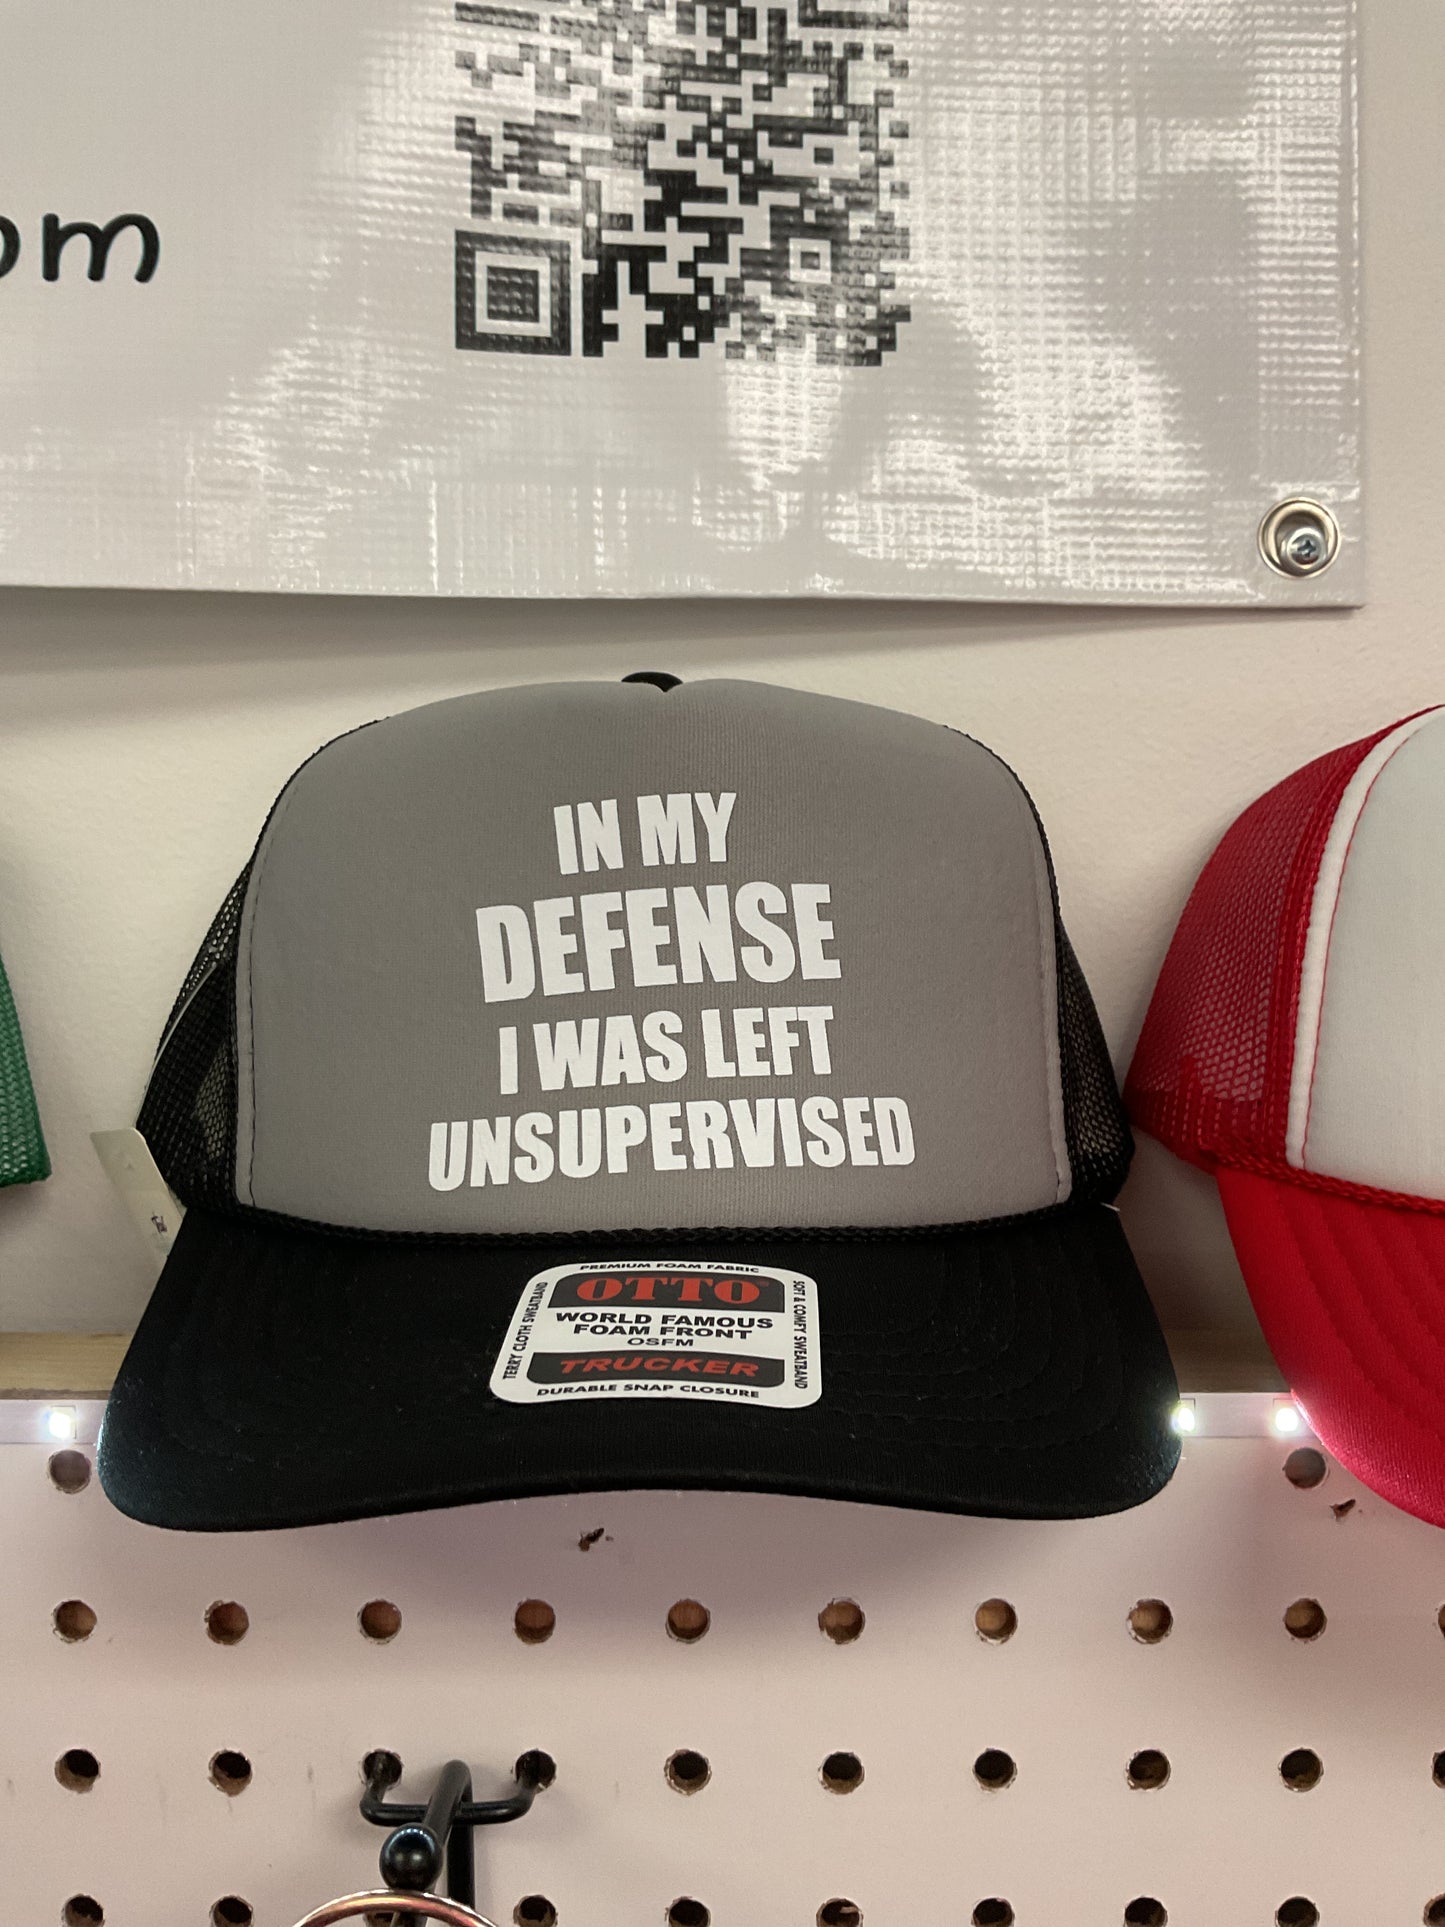 om
IN MY
DEFENSE
I WAS LEFT
UNSUPERVISED
PREMIUM FOAM FABRIC
TERRY CLOTH SWEATBAND
OTTO
WORLD FAMOUS
FOAM FRONT
OSFM
TRUCKER
DURABLE SNAP CLOSURE
SOFT & COMFY SWEATBAND